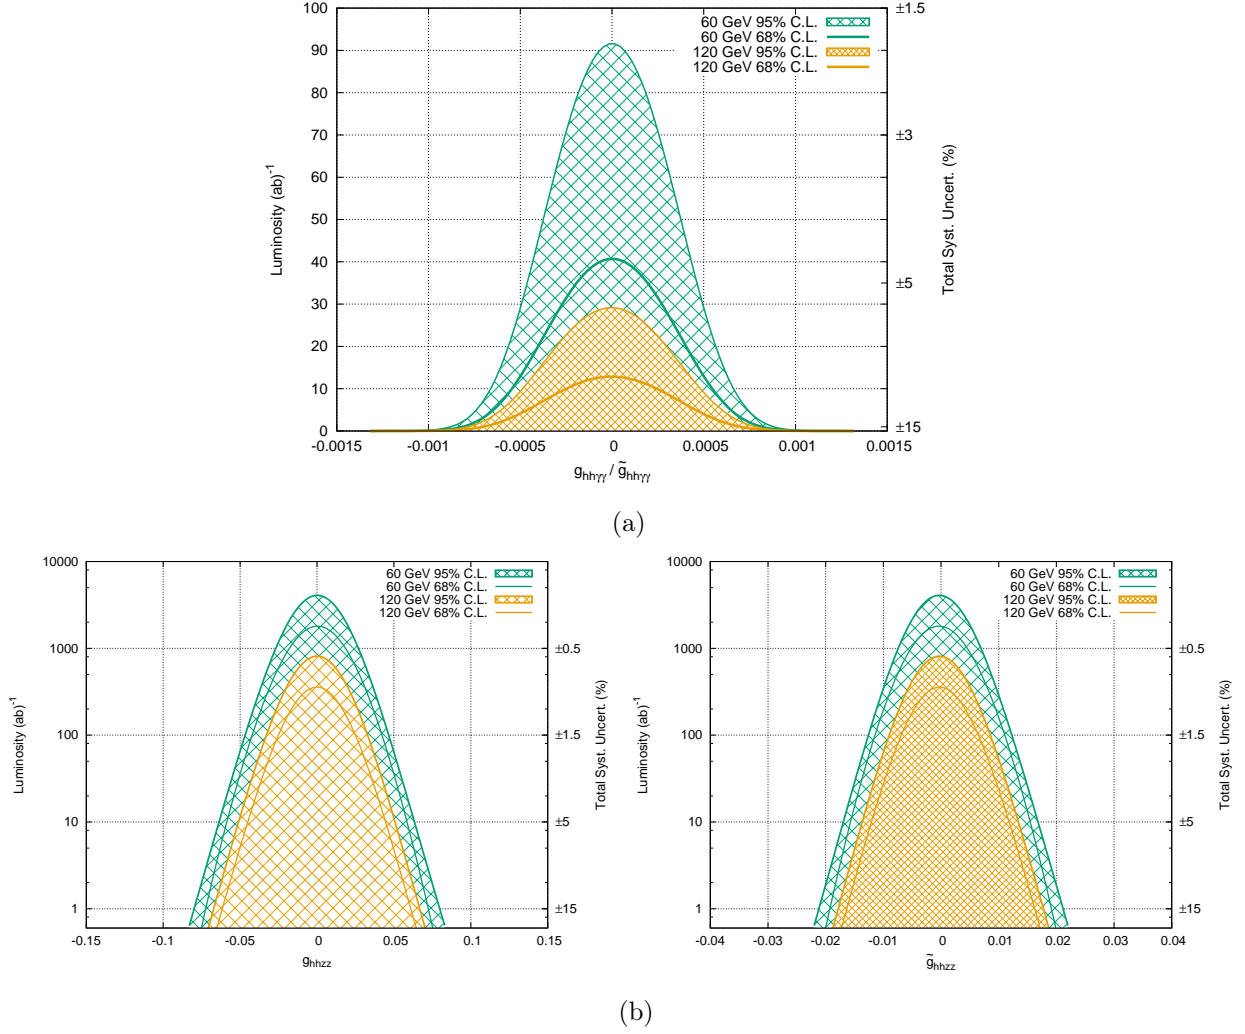 100
90
80
70
60
50
40
30
20
10
0
Luminosity (ab)⁻¹
60 GeV 95% C.L.
60 GeV 68% C.L.
120 GeV 95% C.L.
120 GeV 68% C.L.
±1.5
±3
±5
±15
Total Syst. Uncert. (%)
-0.0015 -0.001 -0.0005 0 0.0005 0.001 0.0015
g_hhγγ / g̃_hhγγ
(a)
10000
1000
100
10
1
Luminosity (ab)⁻¹
60 GeV 95% C.L.
60 GeV 68% C.L.
120 GeV 95% C.L.
120 GeV 68% C.L.
±0.5
±1.5
±5
±15
Total Syst. Uncert. (%)
-0.15 -0.1 -0.05 0 0.05 0.1 0.15
g_hhzz
10000
1000
100
10
1
Luminosity (ab)⁻¹
60 GeV 95% C.L.
60 GeV 68% C.L.
120 GeV 95% C.L.
120 GeV 68% C.L.
±0.5
±1.5
±5
±15
Total Syst. Uncert. (%)
-0.04 -0.03 -0.02 -0.01 0 0.01 0.02 0.03 0.04
g̃_hhzz
(b)